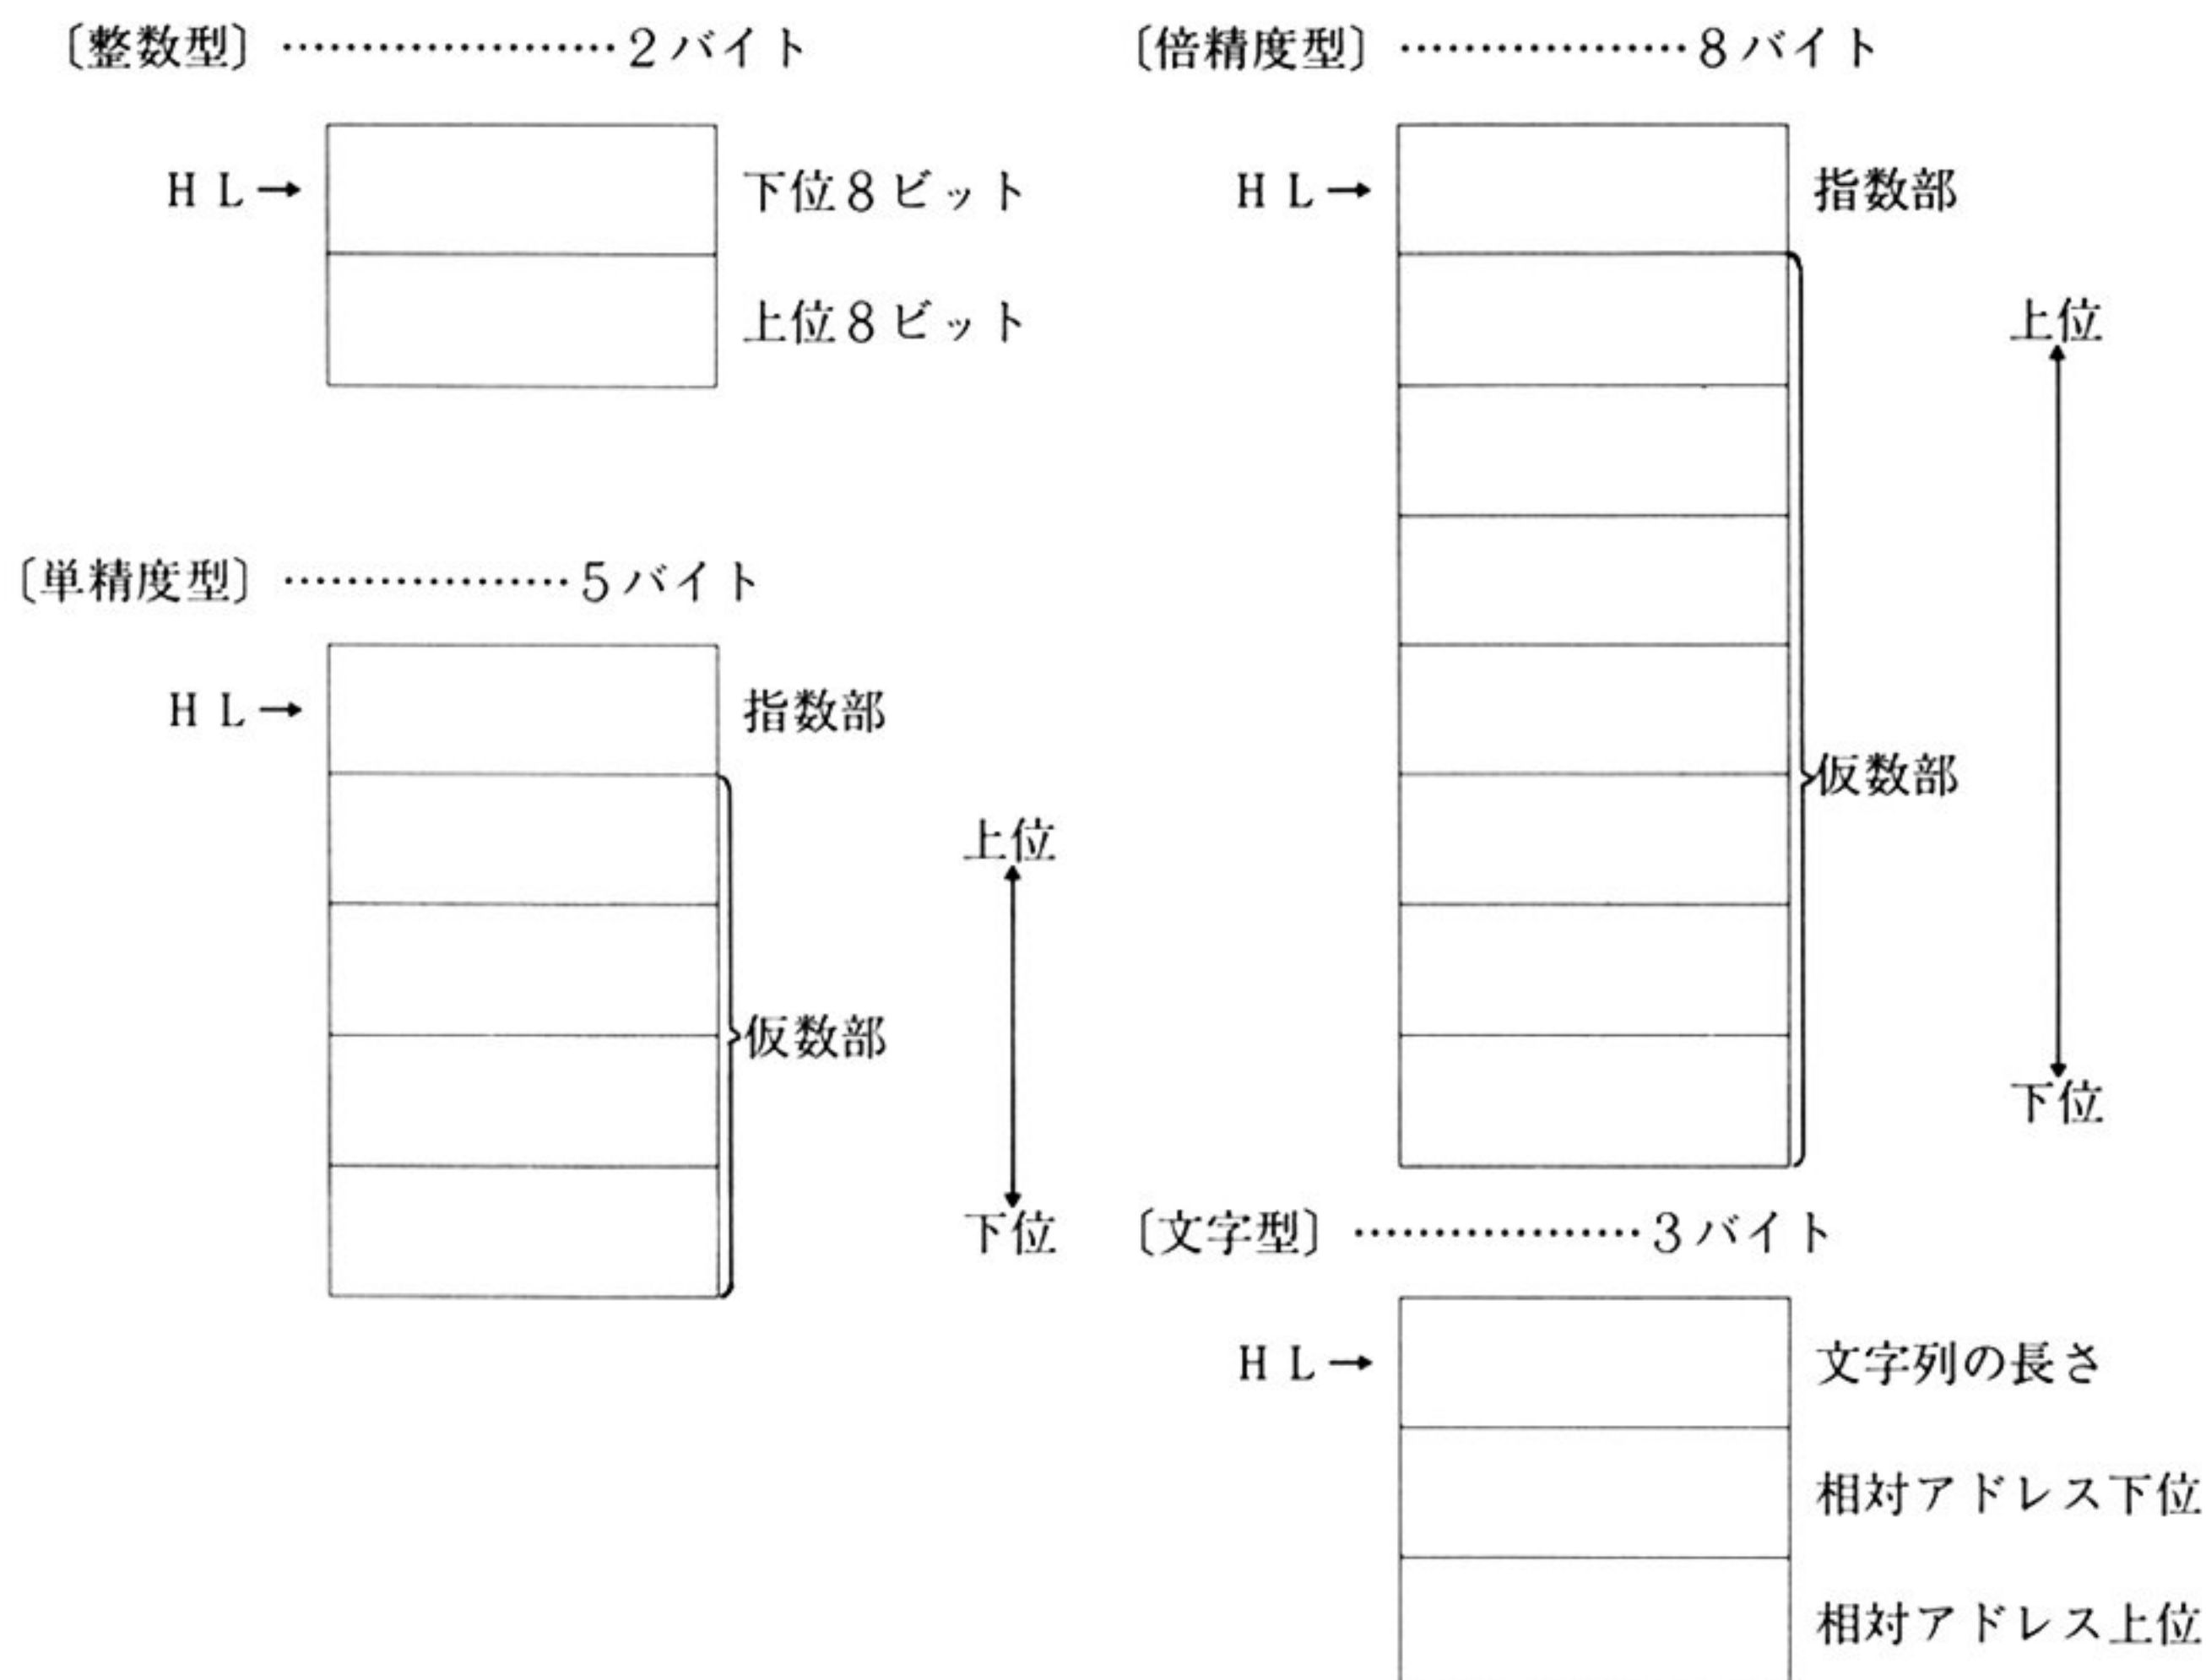 〔整数型〕…………………2バイト
HL→
下位8ビット
上位8ビット
〔単精度型〕………………5バイト
HL→
指数部
上位
仮数部
下位
〔倍精度型〕………………8バイト
HL→
指数部
上位
仮数部
下位
〔文字型〕………………3バイト
HL→
文字列の長さ
相対アドレス下位
相対アドレス上位